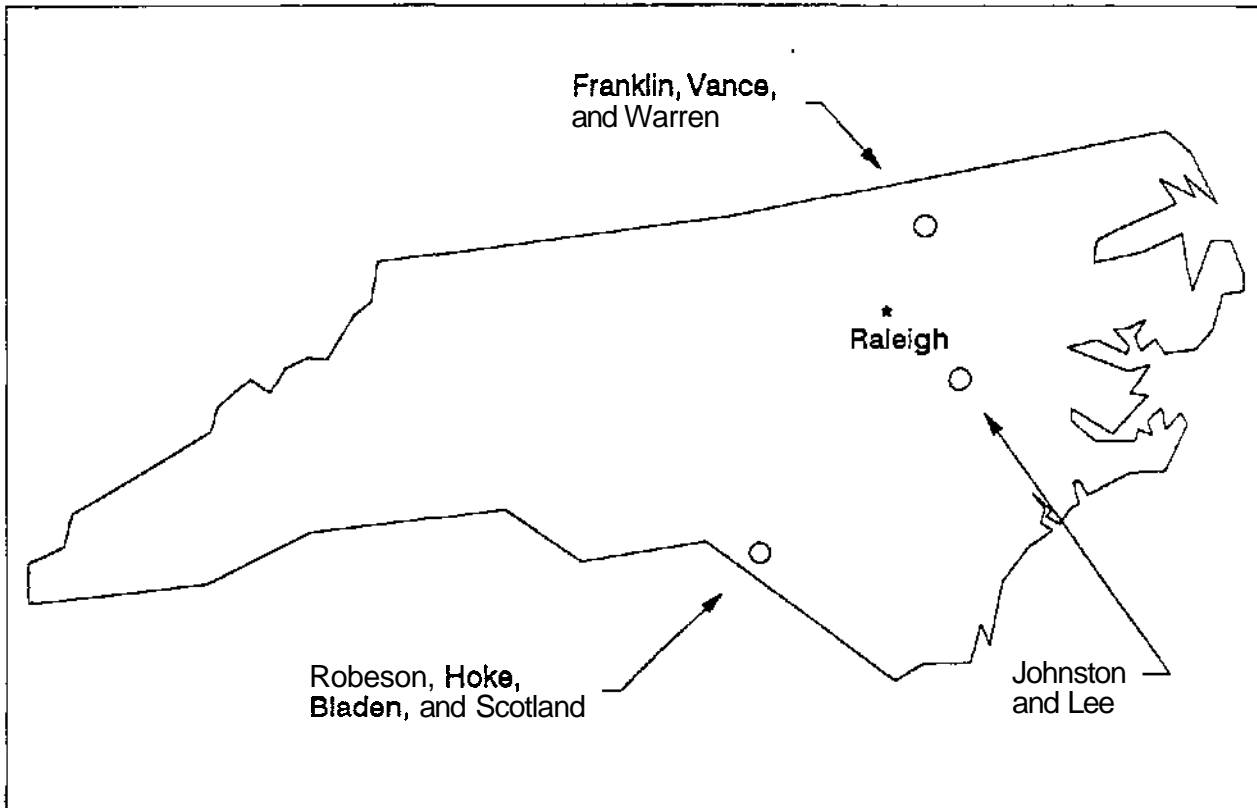 Franklin, Vance,
and Warren
Raleigh
Robeson, Hoke,
Bladen, and Scotland
Johnston
and Lee